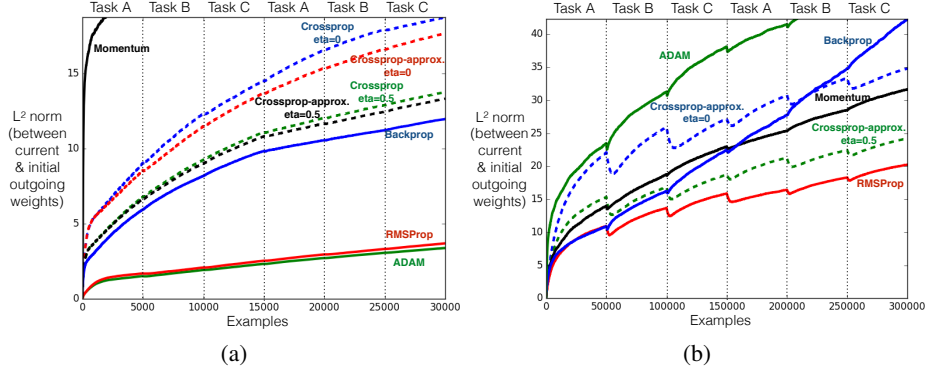 Task A Task B Task C Task A Task B Task C
L² norm
(between
current
& initial
outgoing
weights)
15
10
5
0
Momentum
Crossprop
eta=0
Crossprop-approx.
eta=0
Crossprop
eta=0.5
Crossprop-approx.
eta=0.5
Backprop
RMSProp
ADAM
0 5000 10000 15000 20000 25000 30000
Examples
(a)
Task A Task B Task C Task A Task B Task C
L² norm
(between
current
& initial
outgoing
weights)
40
35
30
25
20
15
10
5
0
ADAM
Backprop
Crossprop-approx.
eta=0
Momentum
Crossprop-approx.
eta=0.5
RMSProp
0 50000 100000 150000 200000 250000 300000
Examples
(b)